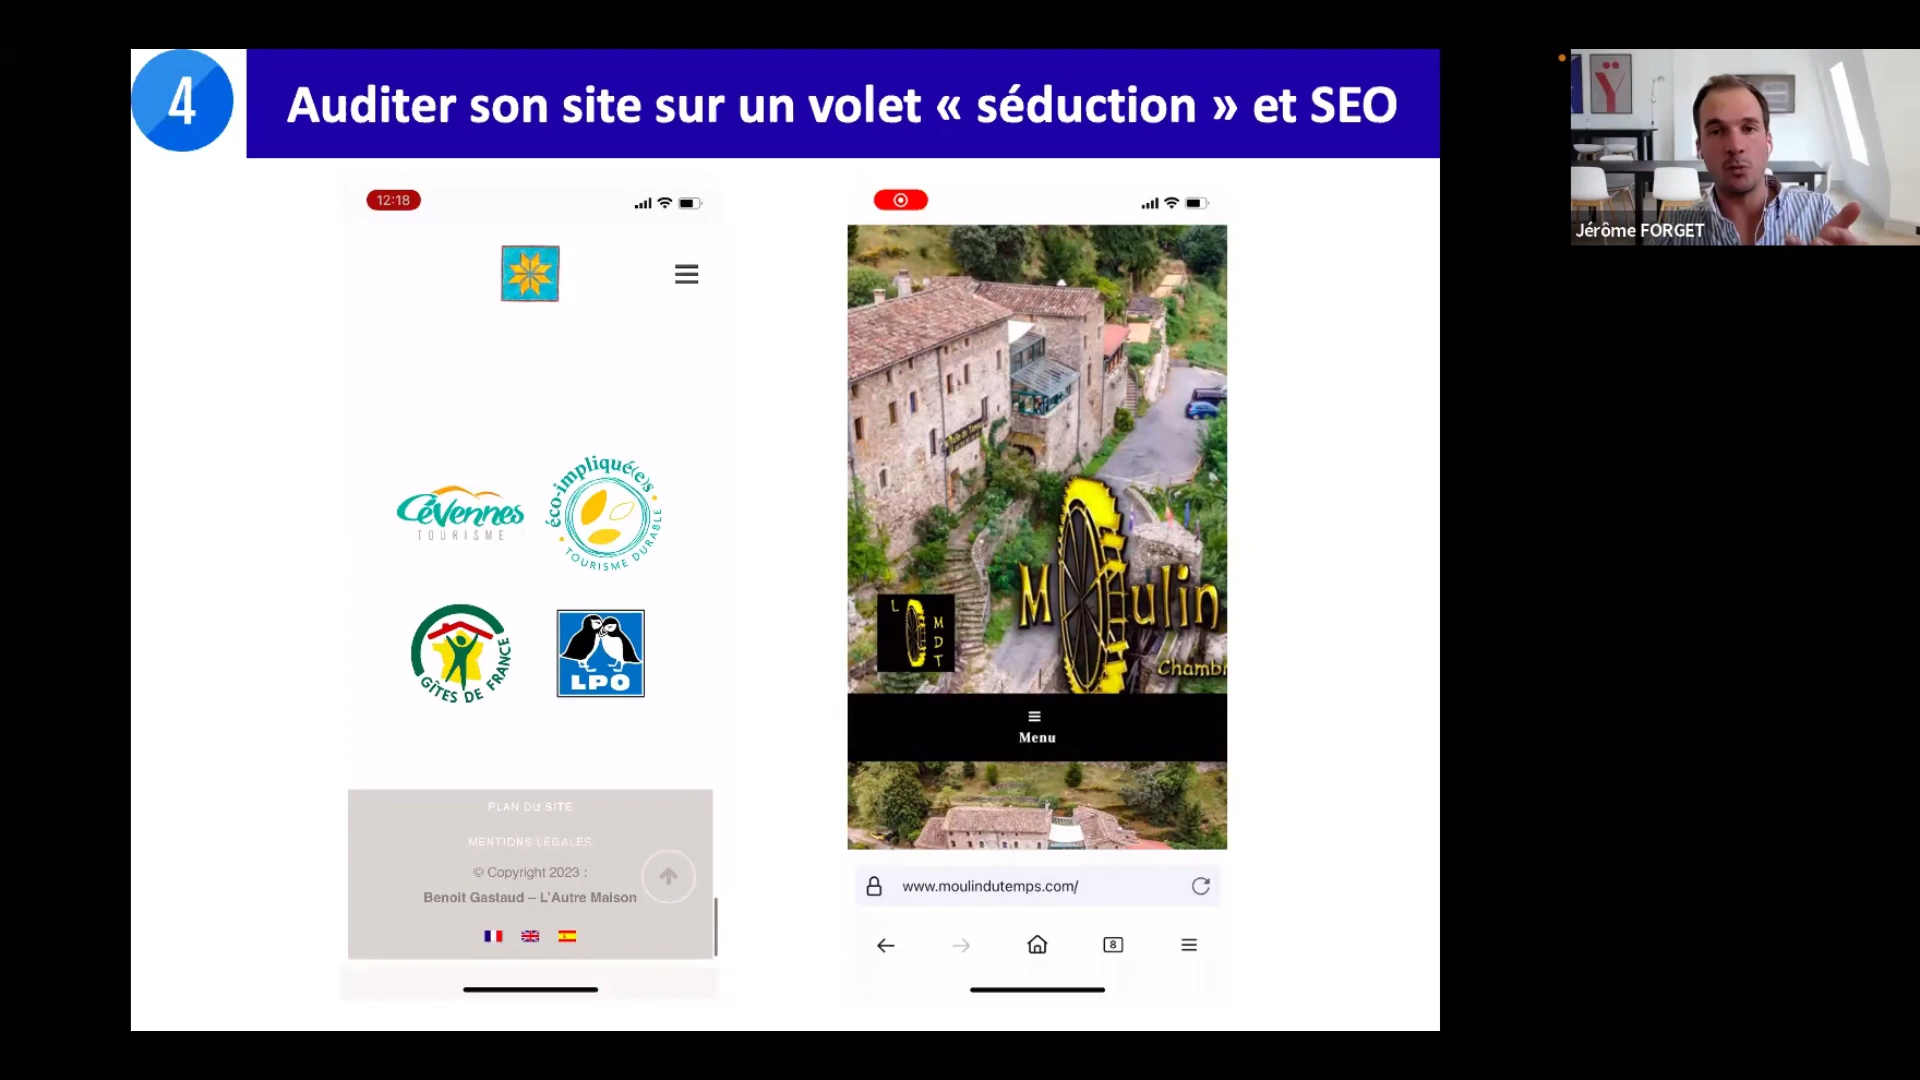 4
Auditer son site sur un volet « séduction » et SEO
Jérôme FORGET
12:18
Cévennes
TOURISME
éco-impliqué(e)s
TOURISME DURABLE
GÎTES DE FRANCE
LPO
PLAN DU SITE
MENTIONS LÉGALES
© Copyright 2023 :
Benoit Gastaud – L'Autre Maison
Moulin
L
M
D
T
Chamb
Menu
www.moulindutemps.com/
8